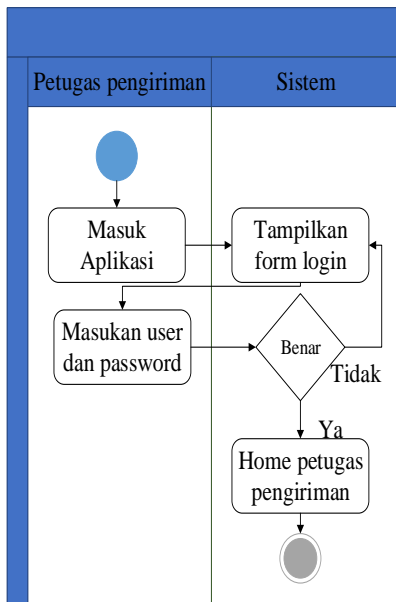 Petugas pengiriman
Sistem
Masuk
Aplikasi
Tampilkan
form login
Masukan user
dan password
Benar
Tidak
Ya
Home petugas
pengiriman